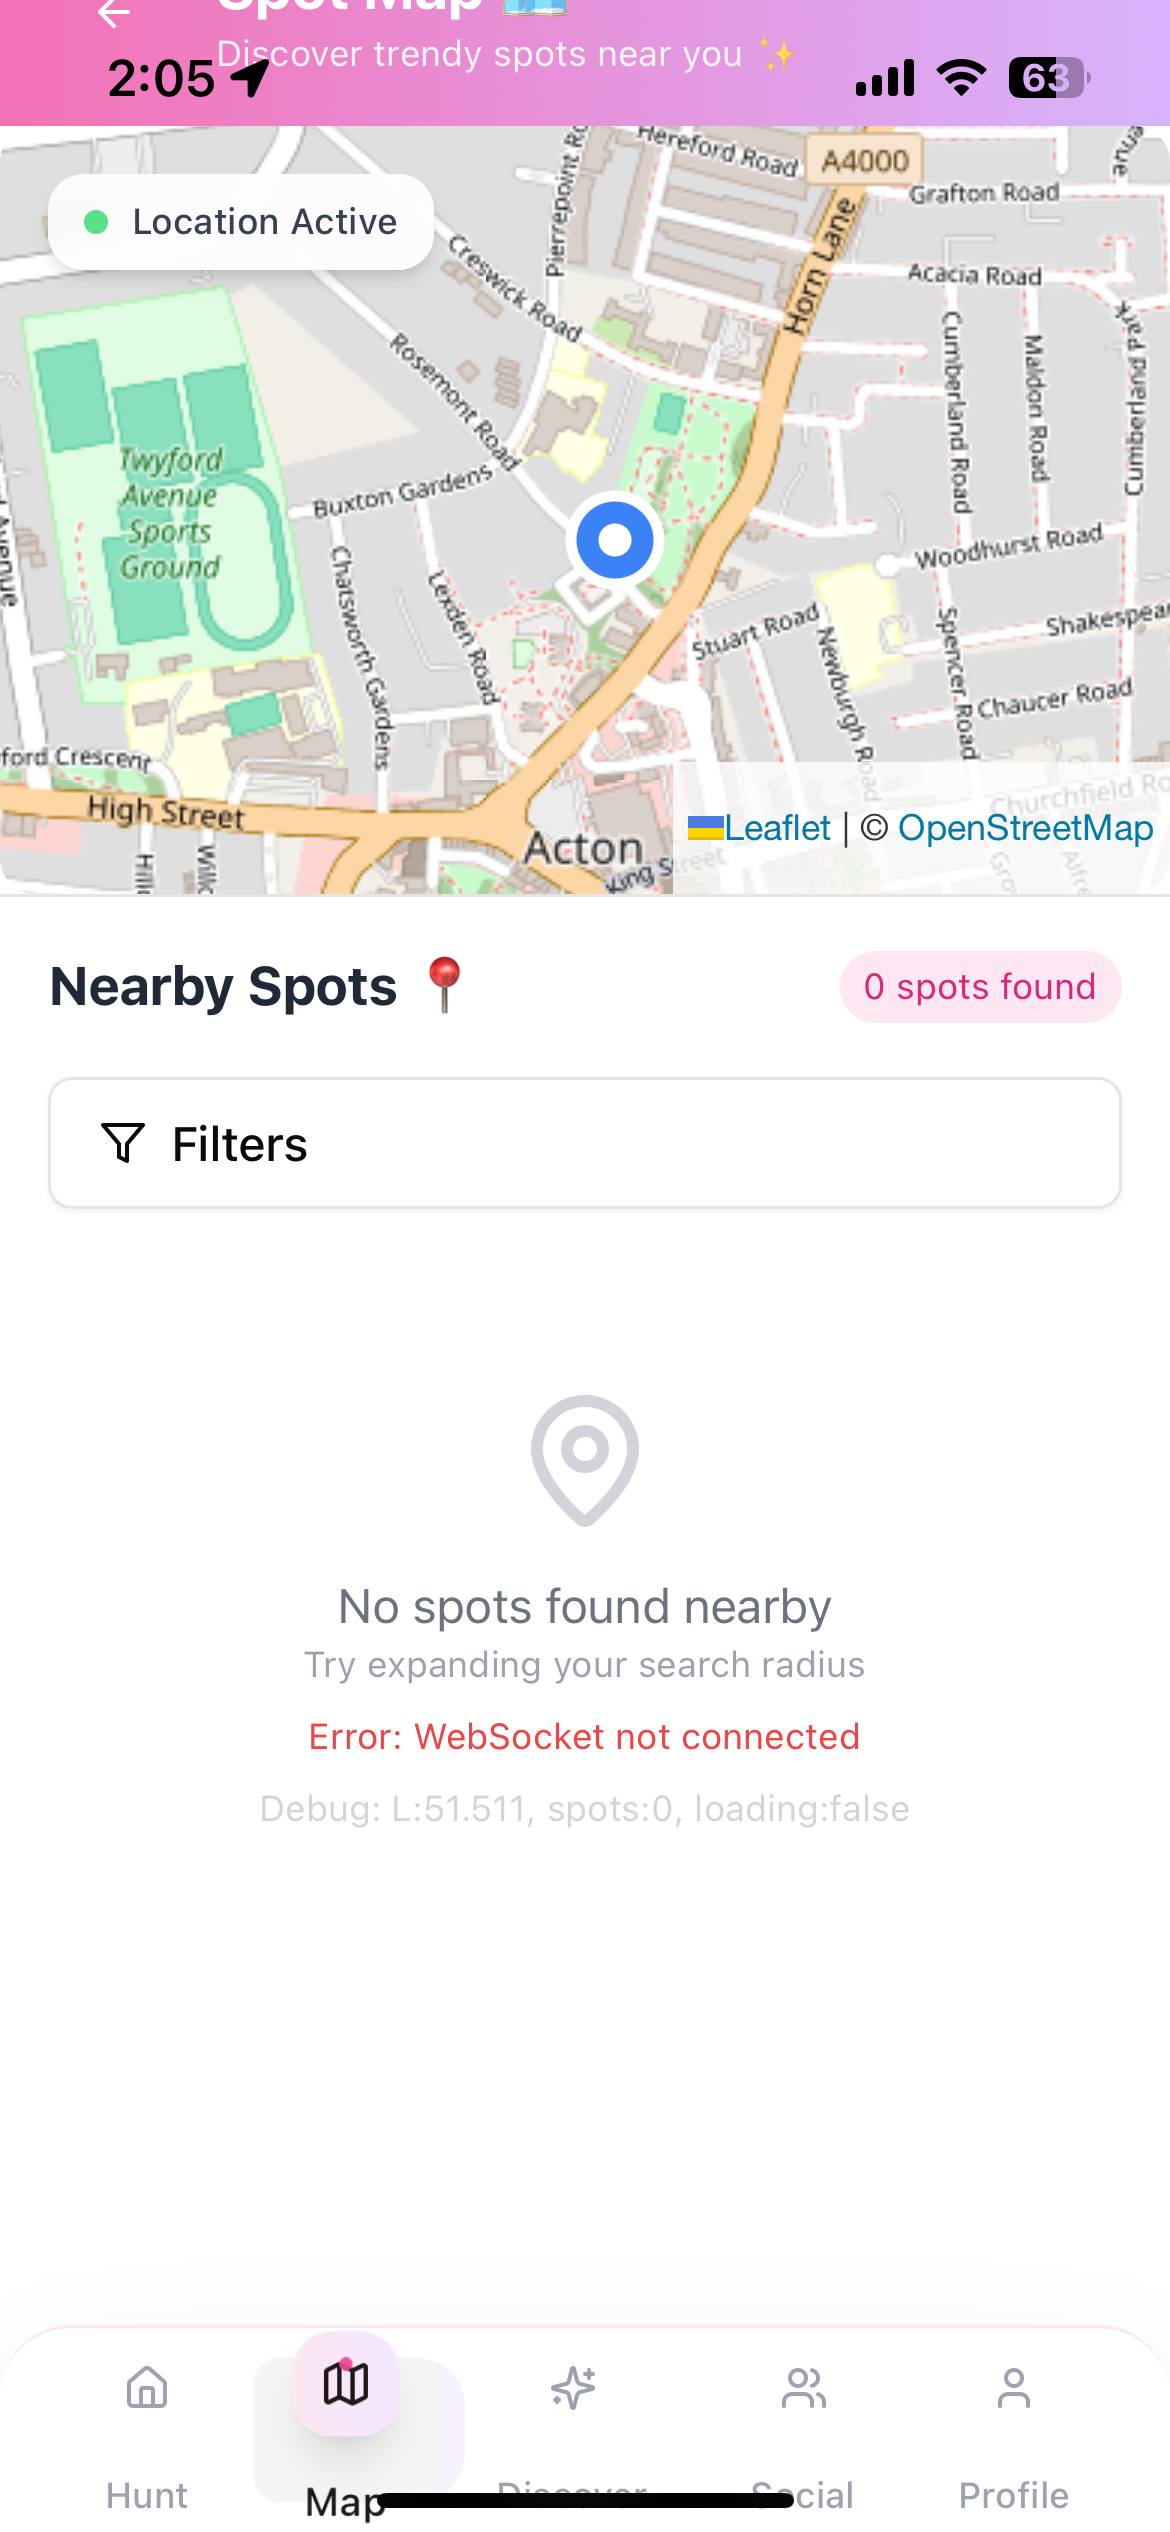 Spot Map
Discover trendy spots near you
2:05
63
Location Active
Hereford Road
A4000
Grafton Road
Pierrepoint
Creswick Road
Horn Lane
Acacia Road
Rosemont Road
Cumberland Road
Maldon Road
Cumberland Park
Twyford
Avenue
Sports
Ground
Buxton Gardens
Avenue
Chatsworth Gardens
Lexden Road
Woodhurst Road
Stuart Road
Newburgh Road
Spencer Road
Shakespear
Chaucer Road
ford Crescent
High Street
Churchfield
Leaflet | © OpenStreetMap
Acton
King Street
Nearby Spots
0 spots found
Filters
No spots found nearby
Try expanding your search radius
Error: WebSocket not connected
Debug: L:51.511, spots:0, loading:false
Hunt
Map
Discover
Social
Profile